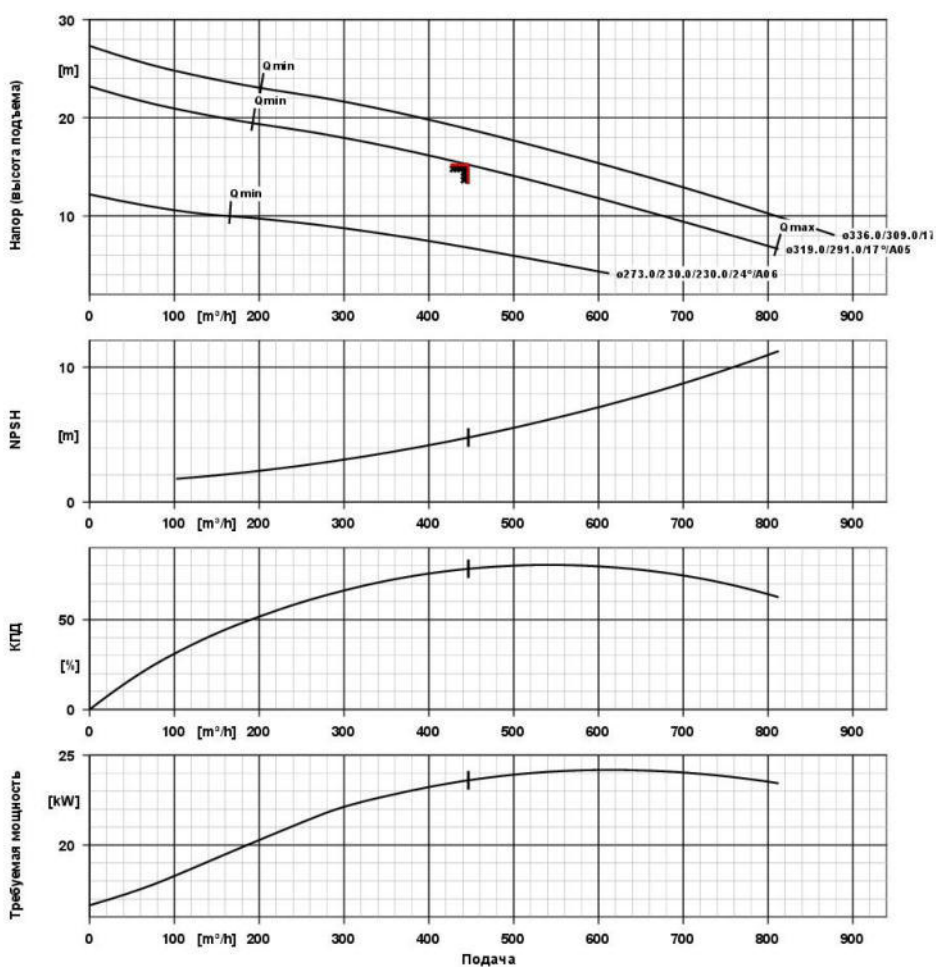 30
[m]
20
10
Напор (высота подъема)
Qmin
Qmin
Qmin
Qmax
ø336.0/309.0/17
ø319.0/291.0/17°/A05
ø273.0/230.0/230.0/24°/A06
0 100 [m³/h] 200 300 400 500 600 700 800 900
10
[m]
0
NPSH
0 100 [m³/h] 200 300 400 500 600 700 800 900
50
[%]
0
КПД
0 100 [m³/h] 200 300 400 500 600 700 800 900
25
[kW]
20
Требуемая мощность
0 100 [m³/h] 200 300 400 500 600 700 800 900
Подача